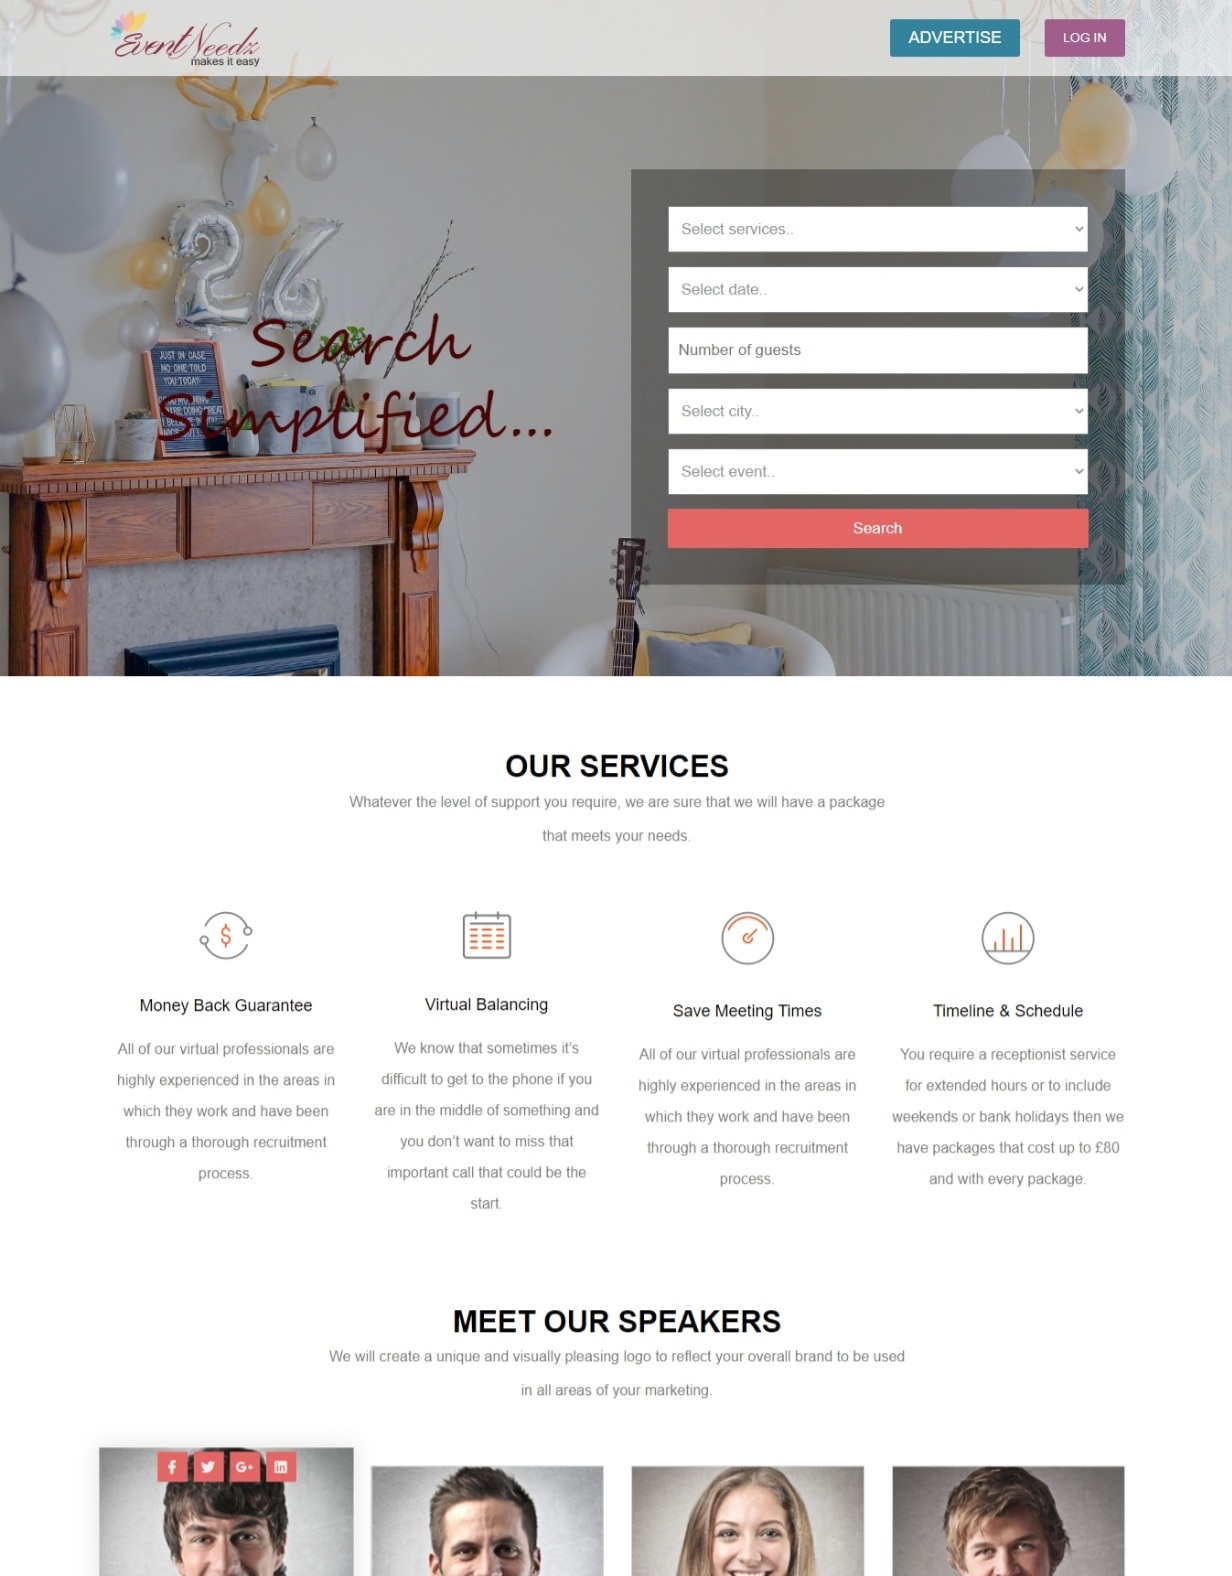 EventNeedz
makes it easy
ADVERTISE
LOG IN
Select services..
Select date..
Number of guests
Select city..
Select event..
Search
26
JUST IN CASE
NO ONE TOLD
YOU TODAY:
Search
Simplified...
OUR SERVICES
Whatever the level of support you require, we are sure that we will have a package
that meets your needs.
Money Back Guarantee
All of our virtual professionals are
highly experienced in the areas in
which they work and have been
through a thorough recruitment
process.
Virtual Balancing
We know that sometimes it's
difficult to get to the phone if you
are in the middle of something and
you don't want to miss that
important call that could be the
start.
Save Meeting Times
All of our virtual professionals are
highly experienced in the areas in
which they work and have been
through a thorough recruitment
process.
Timeline & Schedule
You require a receptionist service
for extended hours or to include
weekends or bank holidays then we
have packages that cost up to £80
and with every package.
MEET OUR SPEAKERS
We will create a unique and visually pleasing logo to reflect your overall brand to be used
in all areas of your marketing.